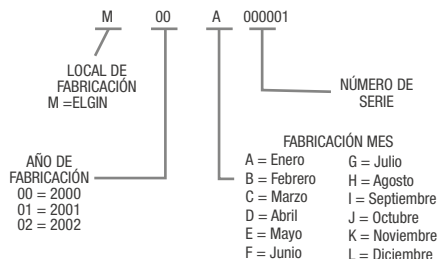 M 00 A 000001
LOCAL DE
FABRICACIÓN
M =ELGIN
NÚMERO DE
SERIE
AÑO DE
FABRICACIÓN
00 = 2000
01 = 2001
02 = 2002
FABRICACIÓN MES
A = Enero G = Julio
B = Febrero H = Agosto
C = Marzo I = Septiembre
D = Abril J = Octubre
E = Mayo K = Noviembre
F = Junio L = Diciembre